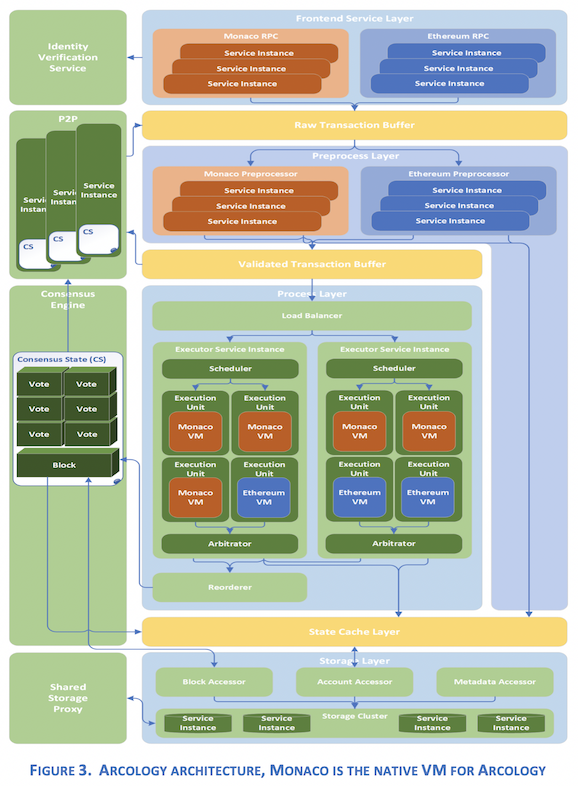 Identity
Verification
Service
Frontend Service Layer
Monaco RPC
Service Instance
Service Instance
Service Instance
Ethereum RPC
Service Instance
Service Instance
Service Instance
P2P
Service
Instance
CS
CS
CS
Raw Transaction Buffer
Preprocess Layer
Monaco Preprocessor
Service Instance
Service Instance
Service Instance
Ethereum Preprocessor
Service Instance
Service Instance
Service Instance
Validated Transaction Buffer
Consensus
Engine
Consensus State (CS)
Vote
Vote
Vote
Vote
Vote
Vote
Block
Process Layer
Load Balancer
Executor Service Instance
Scheduler
Execution
Unit
Monaco
VM
Execution
Unit
Monaco
VM
Execution
Unit
Monaco
VM
Execution
Unit
Ethereum
VM
Arbitrator
Executor Service Instance
Scheduler
Execution
Unit
Monaco
VM
Execution
Unit
Monaco
VM
Execution
Unit
Ethereum
VM
Execution
Unit
Ethereum
VM
Arbitrator
Reorderer
State Cache Layer
Shared
Storage
Proxy
Storage Layer
Block Accessor
Account Accessor
Metadata Accessor
Storage Cluster
Service
Instance
Service
Instance
Service
Instance
Service
Instance
FIGURE 3. ARCOLOGY ARCHITECTURE, MONACO IS THE NATIVE VM FOR ARCOLOGY